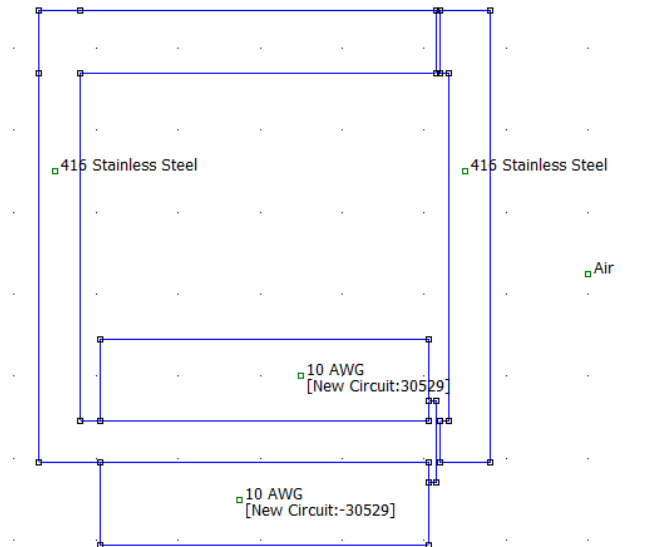 416 Stainless Steel
416 Stainless Steel
Air
10 AWG
[New Circuit:30529]
10 AWG
[New Circuit:-30529]